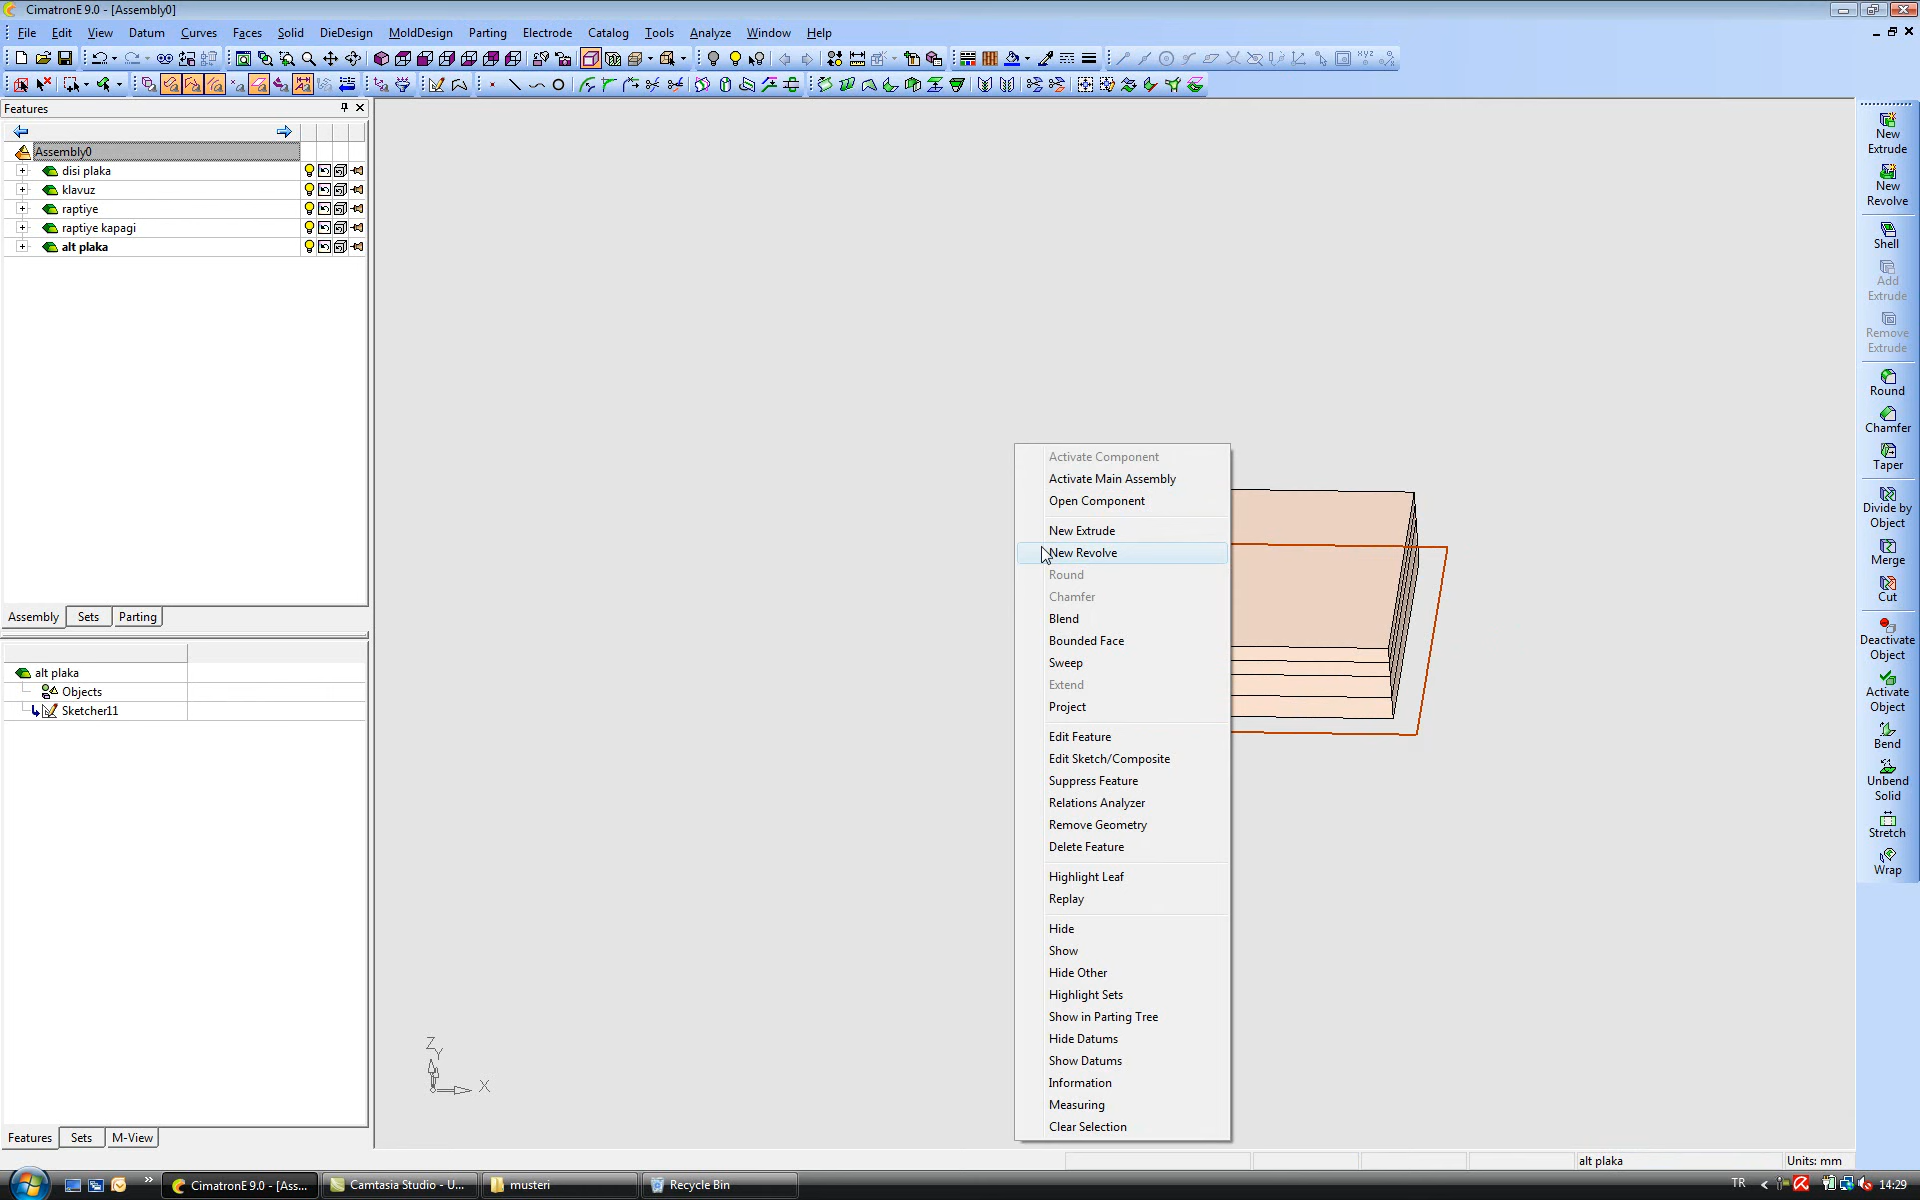 CimatronE 9.0 - [Assembly0]
File Edit View Datum Curves Faces Solid DieDesign MoldDesign Parting Electrode Catalog Tools Analyze Window Help
Features
Assembly0
disi plaka
klavuz
raptiye
raptiye kapagi
alt plaka
Assembly Sets Parting
alt plaka
Objects
Sketcher11
Features Sets M-View
Activate Component
Activate Main Assembly
Open Component
New Extrude
New Revolve
Round
Chamfer
Blend
Bounded Face
Sweep
Extend
Project
Edit Feature
Edit Sketch/Composite
Suppress Feature
Relations Analyzer
Remove Geometry
Delete Feature
Highlight Leaf
Replay
Hide
Show
Hide Other
Highlight Sets
Show in Parting Tree
Hide Datums
Show Datums
Information
Measuring
Clear Selection
Z
Y
X
New
Extrude
New
Revolve
Shell
Add
Extrude
Remove
Extrude
Round
Chamfer
Taper
Divide by
Object
Merge
Cut
Deactivate
Object
Activate
Object
Bend
Unbend
Solid
Stretch
Wrap
alt plaka Units: mm
CimatronE 9.0 - [Ass... Camtasia Studio - U... musteri Recycle Bin TR 14:29